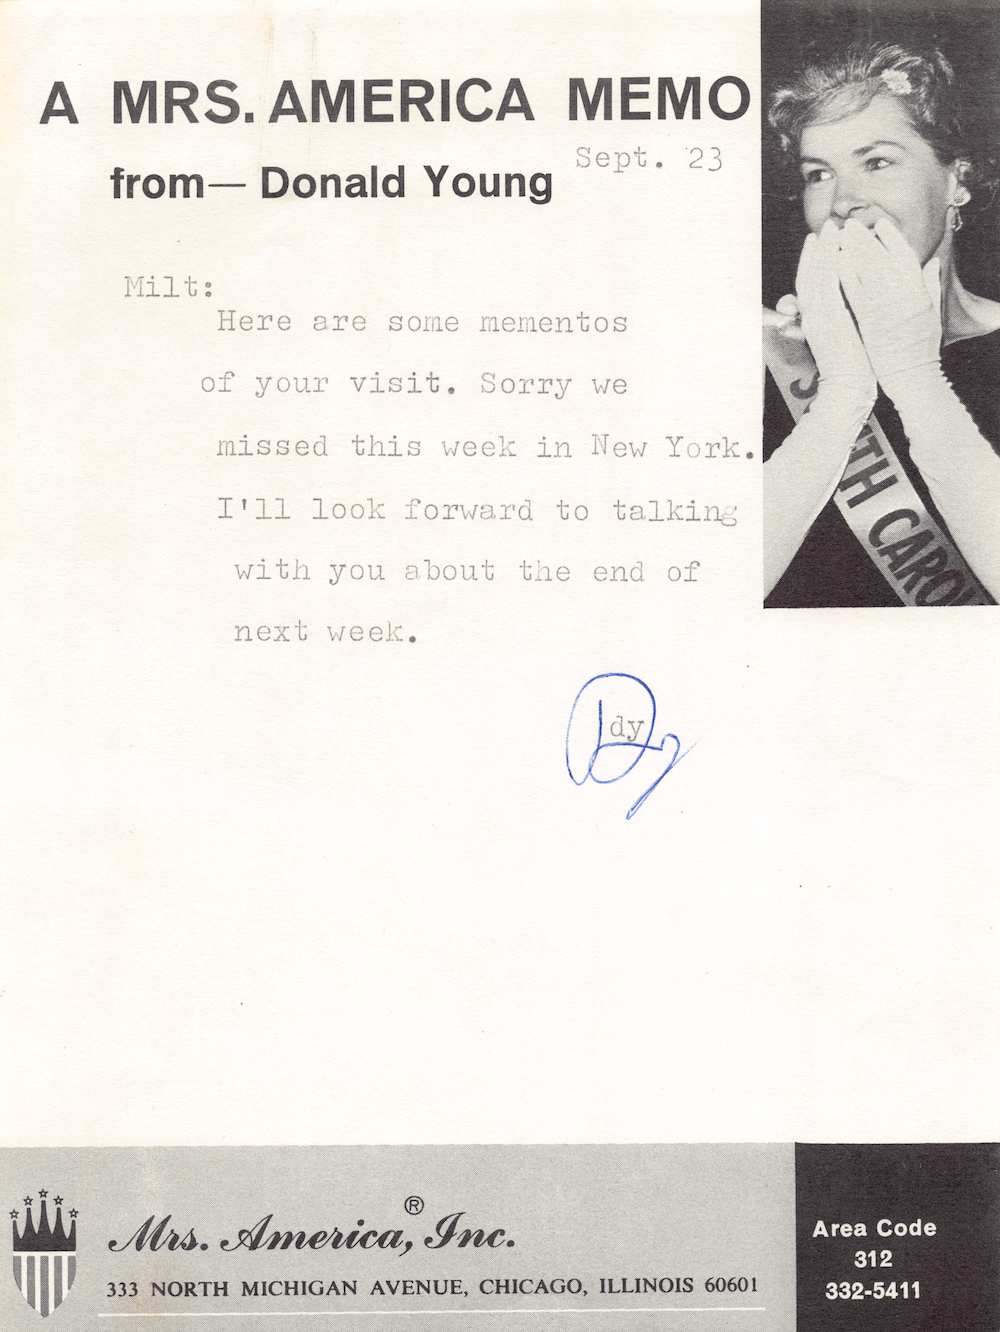 A MRS. AMERICA MEMO
from— Donald Young
Sept. 23
Milt:
Here are some mementos
of your visit. Sorry we
missed this week in New York.
I'll look forward to talking
with you about the end of
next week.
dy
TH CARO
Mrs. America, Inc.®
333 NORTH MICHIGAN AVENUE, CHICAGO, ILLINOIS 60601
Area Code
312
332-5411